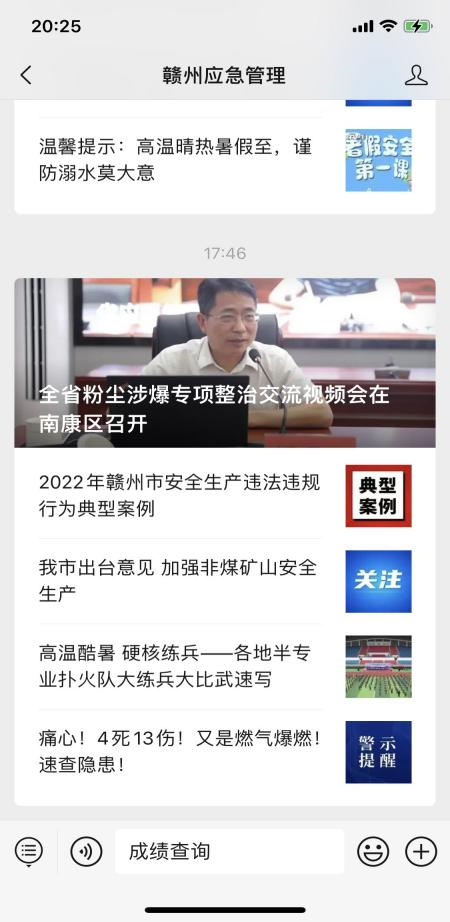 20:25
赣州应急管理
温馨提示：高温晴热暑假至，谨
防溺水莫大意
暑假安全
第一课
17:46
全省粉尘涉爆专项整治交流视频会在
南康区召开
2022年赣州市安全生产违法违规
行为典型案例
典型
案例
我市出台意见 加强非煤矿山安全
生产
关注
高温酷暑 硬核练兵——各地半专
业扑火队大练兵大比武速写
痛心！4死13伤！又是燃气爆燃！
速查隐患！
警示
提醒
成绩查询